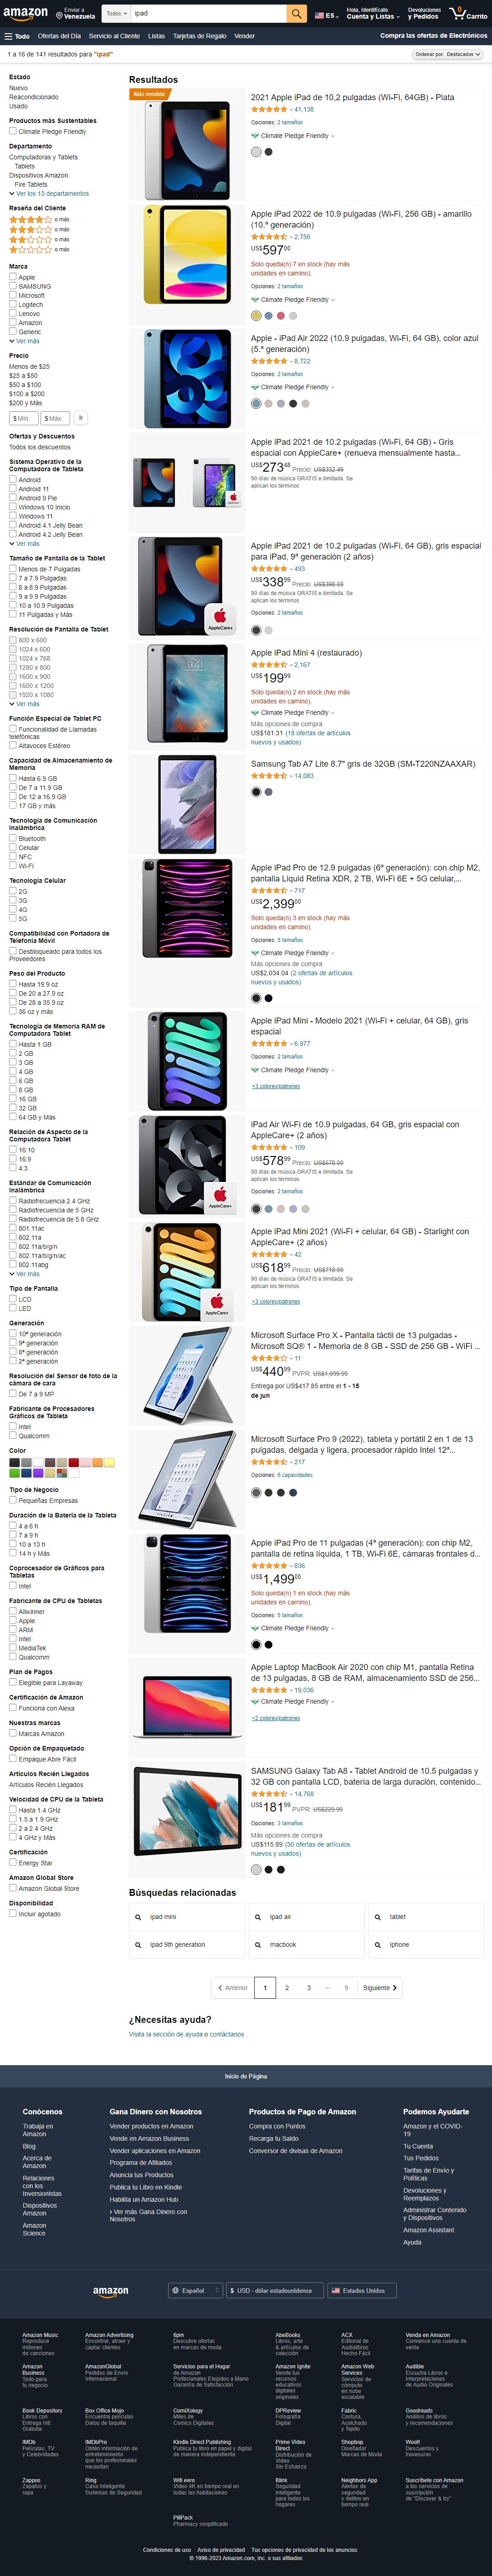 amazon
Enviar a
Venezuela
Todos
ipad
ES
Hola, Identifícate
Cuenta y Listas
Devoluciones
y Pedidos
0
Carrito
Todo
Ofertas del Día
Servicio al Cliente
Listas
Tarjetas de Regalo
Vender
Compra las ofertas de Electrónicos
1 a 16 de 141 resultados para "ipad"
Ordenar por: Destacados
Estado
Nuevo
Reacondicionado
Usado
Productos más Sustentables
Climate Pledge Friendly
Departamento
Computadoras y Tablets
Tablets
Dispositivos Amazon
Fire Tablets
Ver los 13 departamentos
Reseña del Cliente
o más
o más
o más
o más
Marca
Apple
SAMSUNG
Microsoft
Logitech
Lenovo
Amazon
Generic
Ver más
Precio
Menos de $25
$25 a $50
$50 a $100
$100 a $200
$200 y Más
$ Mín.
$ Máx.
Ir
Ofertas y Descuentos
Todos los descuentos
Sistema Operativo de la
Computadora de Tableta
Android
Android 11
Android 9 Pie
Windows 10 Inicio
Windows 11
Android 4.1 Jelly Bean
Android 4.2 Jelly Bean
Ver más
Tamaño de Pantalla de la Tablet
Menos de 7 Pulgadas
7 a 7.9 Pulgadas
8 a 8.9 Pulgadas
9 a 9.9 Pulgadas
10 a 10.9 Pulgadas
11 Pulgadas y Más
Resolución de Pantalla de Tablet
800 x 600
1024 x 600
1024 x 768
1280 x 800
1600 x 900
1600 x 1200
1920 x 1080
Ver más
Función Especial de Tablet PC
Funcionalidad de Llamadas
telefónicas
Altavoces Estéreo
Capacidad de Almacenamiento de
Memoria
Hasta 6.9 GB
De 7 a 11.9 GB
De 12 a 16.9 GB
17 GB y más
Tecnología de Comunicación
Inalámbrica
Bluetooth
Celular
NFC
Wi-Fi
Tecnología Celular
2G
3G
4G
5G
Compatibilidad con Portadora de
Telefonía Móvil
Desbloqueado para todos los
Proveedores
Peso del Producto
Hasta 19.9 oz
De 20 a 27.9 oz
De 28 a 35.9 oz
36 oz y más
Tecnología de Memoria RAM de
Computadora Tablet
Hasta 1 GB
2 GB
3 GB
4 GB
6 GB
8 GB
16 GB
32 GB
64 GB y Más
Relación de Aspecto de la
Computadora Tablet
16:10
16:9
4:3
Estándar de Comunicación
Inalámbrica
Radiofrecuencia 2.4 GHz
Radiofrecuencia de 5 GHz
Radiofrecuencia de 5.8 GHz
801.11ac
802.11a
802.11a/b/g/n
802.11a/b/g/n/ac
802.11abg
Ver más
Tipo de Pantalla
LCD
LED
Generación
10ª generación
9ª generación
8ª generación
2ª generación
Resolución del Sensor de foto de la
cámara de cara
De 7 a 9 MP
Fabricante de Procesadores
Gráficos de Tableta
Intel
Qualcomm
Color
Tipo de Negocio
Pequeñas Empresas
Duración de la Batería de la Tableta
4 a 6 h
7 a 9 h
10 a 13 h
14 h y Más
Coprocesador de Gráficos para
Tabletas
Intel
Fabricante de CPU de Tabletas
Allwinner
Apple
ARM
Intel
MediaTek
Qualcomm
Plan de Pagos
Elegible para Layaway
Certificación de Amazon
Funciona con Alexa
Nuestras marcas
Marcas Amazon
Opción de Empaquetado
Empaque Abre Fácil
Artículos Recién Llegados
Artículos Recién Llegados
Velocidad de CPU de la Tableta
Hasta 1.4 GHz
1.5 a 1.9 GHz
2 a 2.4 GHz
4 GHz y Más
Certificación
Energy Star
Amazon Global Store
Amazon Global Store
Disponibilidad
Incluir agotado
Resultados
Más vendido
2021 Apple iPad de 10,2 pulgadas (Wi-Fi, 64GB) - Plata
41,138
Opciones: 2 tamaños
Climate Pledge Friendly
Apple iPad 2022 de 10.9 pulgadas (Wi-Fi, 256 GB) - amarillo
(10.ª generación)
2,756
US$597 00
Solo queda(n) 7 en stock (hay más
unidades en camino).
Opciones: 2 tamaños
Climate Pledge Friendly
Apple - iPad Air 2022 (10.9 pulgadas, Wi-Fi, 64 GB), color azul
(5.ª generación)
8,722
Opciones: 2 tamaños
Climate Pledge Friendly
Apple iPad 2021 de 10.2 pulgadas (Wi-Fi, 64 GB) - Gris
espacial con AppleCare+ (renueva mensualmente hasta...
US$273 48 Precio: US$332.49
90 días de música GRATIS e ilimitada. Se
aplican los términos
Apple iPad 2021 de 10.2 pulgadas (Wi-Fi, 64 GB), gris espacial
para iPad, 9ª generación (2 años)
493
US$338 99 Precio: US$398.00
90 días de música GRATIS e ilimitada. Se
aplican los términos
Opciones: 2 tamaños
AppleCare+
Apple iPad Mini 4 (restaurado)
2,167
US$199 99
Solo queda(n) 2 en stock (hay más
unidades en camino).
Climate Pledge Friendly
Más opciones de compra
US$181.31 (18 ofertas de artículos
nuevos y usados)
Samsung Tab A7 Lite 8.7" gris de 32GB (SM-T220NZAAXAR)
14,083
Apple iPad Pro de 12.9 pulgadas (6ª generación): con chip M2,
pantalla Liquid Retina XDR, 2 TB, Wi-Fi 6E + 5G celular,...
717
US$2,399 00
Solo queda(n) 3 en stock (hay más
unidades en camino).
Opciones: 5 tamaños
Climate Pledge Friendly
Más opciones de compra
US$2,034.04 (2 ofertas de artículos
nuevos y usados)
Apple iPad Mini - Modelo 2021 (Wi-Fi + celular, 64 GB), gris
espacial
6,977
Opciones: 2 tamaños
Climate Pledge Friendly
+3 colores/patrones
iPad Air Wi-Fi de 10.9 pulgadas, 64 GB, gris espacial con
AppleCare+ (2 años)
109
US$578 99 Precio: US$678.00
90 días de música GRATIS e ilimitada. Se
aplican los términos
Opciones: 2 tamaños
AppleCare+
Apple iPad Mini 2021 (Wi-Fi + celular, 64 GB) - Starlight con
AppleCare+ (2 años)
42
US$618 99 Precio: US$718.00
90 días de música GRATIS e ilimitada. Se
aplican los términos
+3 colores/patrones
AppleCare+
Microsoft Surface Pro X - Pantalla táctil de 13 pulgadas -
Microsoft SQ® 1 - Memoria de 8 GB - SSD de 256 GB - WiFi ...
11
US$440 99 PVPR: US$1,899.99
Entrega por US$417.85 entre el 1 - 15
de jun
Microsoft Surface Pro 9 (2022), tableta y portátil 2 en 1 de 13
pulgadas, delgada y ligera, procesador rápido Intel 12ª...
217
Opciones: 6 capacidades
Apple iPad Pro de 11 pulgadas (4ª generación): con chip M2,
pantalla de retina líquida, 1 TB, Wi-Fi 6E, cámaras frontales d...
836
US$1,499 00
Solo queda(n) 1 en stock (hay más
unidades en camino).
Opciones: 5 tamaños
Climate Pledge Friendly
Apple Laptop MacBook Air 2020 con chip M1, pantalla Retina
de 13 pulgadas, 8 GB de RAM, almacenamiento SSD de 256...
19,036
Climate Pledge Friendly
+2 colores/patrones
SAMSUNG Galaxy Tab A8 - Tablet Android de 10.5 pulgadas y
32 GB con pantalla LCD, batería de larga duración, contenido...
14,768
US$181 99 PVPR: US$229.99
Opciones: 3 tamaños
Más opciones de compra
US$115.89 (30 ofertas de artículos
nuevos y usados)
Búsquedas relacionadas
ipad mini
ipad air
tablet
ipad 9th generation
macbook
iphone
Anterior
1
2
3
...
9
Siguiente
¿Necesitas ayuda?
Visita la sección de ayuda o contáctanos
Inicio de Página
Conócenos
Trabaja en
Amazon
Blog
Acerca de
Amazon
Relaciones
con los
Inversionistas
Dispositivos
Amazon
Amazon
Science
Gana Dinero con Nosotros
Vender productos en Amazon
Vende en Amazon Business
Vender aplicaciones en Amazon
Programa de Afiliados
Anuncia tus Productos
Publica tu Libro en Kindle
Habilita un Amazon Hub
› Ver más Gana Dinero con
Nosotros
Productos de Pago de Amazon
Compra con Puntos
Recarga tu Saldo
Conversor de divisas de Amazon
Podemos Ayudarte
Amazon y el COVID-
19
Tu Cuenta
Tus Pedidos
Tarifas de Envío y
Políticas
Devoluciones y
Reemplazos
Administrar Contenido
y Dispositivos
Amazon Assistant
Ayuda
amazon
Español
$ USD - dólar estadounidense
Estados Unidos
Amazon Music
Reproduce
millones
de canciones
Amazon Advertising
Encontrar, atraer y
captar clientes
6pm
Descubre ofertas
en marcas de moda
AbeBooks
Libros, arte
& artículos de
colección
ACX
Editorial de
Audiolibros
Hecho Fácil
Venda en Amazon
Comience una cuenta de
venta
Amazon
Business
Todo para
tu negocio
AmazonGlobal
Pedidos de Envío
Internacional
Servicios para el Hogar
de Amazon
Profesionales Elegidos a Mano
Garantía de Satisfacción
Amazon Ignite
Vende tus
recursos
educativos
digitales
originales
Amazon Web
Services
Servicios de
cómputo
en nube
escalable
Audible
Escucha Libros e
Interpretaciones
de Audio Originales
Book Depository
Libros con
Entrega Intl
Gratuita
Box Office Mojo
Encuentra películas
Datos de taquilla
ComiXology
Miles de
Comics Digitales
DPReview
Fotografía
Digital
Fabric
Costura,
Acolchado
y Tejido
Goodreads
Análisis de libros
y recomendaciones
IMDb
Películas, TV
y Celebridades
IMDbPro
Obtén información de
entretenimiento
que los profesionales
necesitan
Kindle Direct Publishing
Publica tu libro en papel y digital
de manera independiente
Prime Video
Direct
Distribución de
Video
Sin Esfuerzo
Shopbop
Diseñador
Marcas de Moda
Woot!
Descuentos y
travesuras
Zappos
Zapatos y
ropa
Ring
Casa Inteligente
Sistemas de Seguridad
Wifi eero
Video 4K en tiempo real en
todas las habitaciones
Blink
Seguridad
inteligente
para todos los
hogares
Neighbors App
Alertas de
seguridad
y delitos en
tiempo real
Suscríbete con Amazon
a los servicios de
suscripción
de "Discover & try"
PillPack
Pharmacy simplificado
Condiciones de uso
Aviso de privacidad
Tus opciones de privacidad de los anuncios
© 1996-2023 Amazon.com, Inc. o sus afiliados